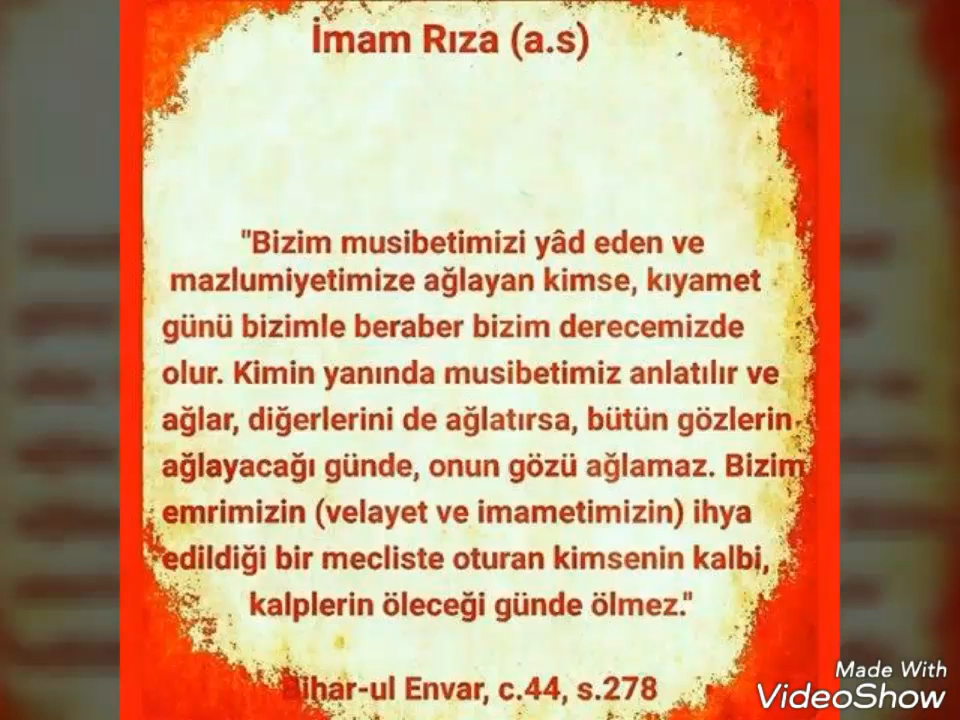 İmam Rıza (a.s)
"Bizim musibetimizi yâd eden ve
mazlumiyetimize ağlayan kimse, kıyamet
günü bizimle beraber bizim derecemizde
olur. Kimin yanında musibetimiz anlatılır ve
ağlar, diğerlerini de ağlatırsa, bütün gözlerin
ağlayacağı günde, onun gözü ağlamaz. Bizim
emrimizin (velayet ve imametimizin) ihya
edildiği bir mecliste oturan kimsenin kalbi,
kalplerin öleceği günde ölmez."
Bihar-ul Envar, c.44, s.278
Made With
VideoShow